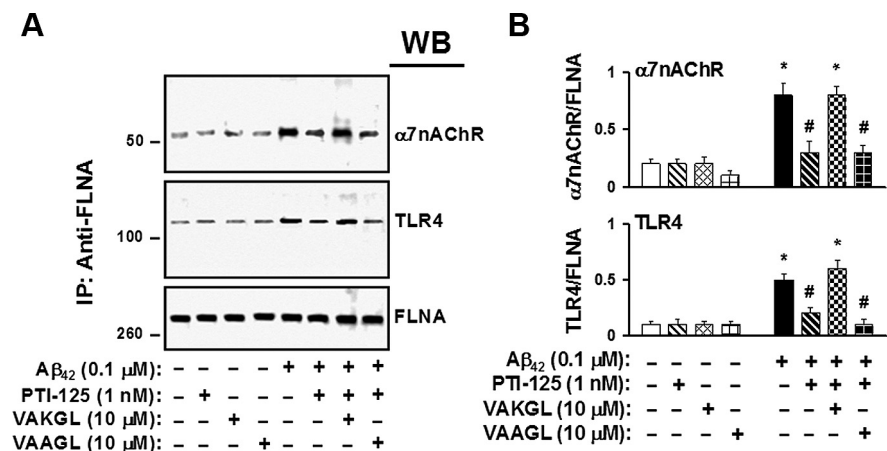 A
WB
IP: Anti-FLNA
50
α7nAChR
100
TLR4
260
FLNA
Aβ42 (0.1 μM): – – – – + + + +
PTI-125 (1 nM): – + – – – + + +
VAKGL (10 μM) – – + – – – + –
VAAGL (10 μM) – – – + – – – +
B
α7nAChR/FLNA
1
0.5
0
α7nAChR
* # * #
TLR4/FLNA
1
0.5
0
TLR4
* # * #
Aβ42 (0.1 μM): – – – – + + + +
PTI-125 (1 nM): – + – – – + + +
VAKGL (10 μM): – – + – – – + –
VAAGL (10 μM): – – – + – – – +